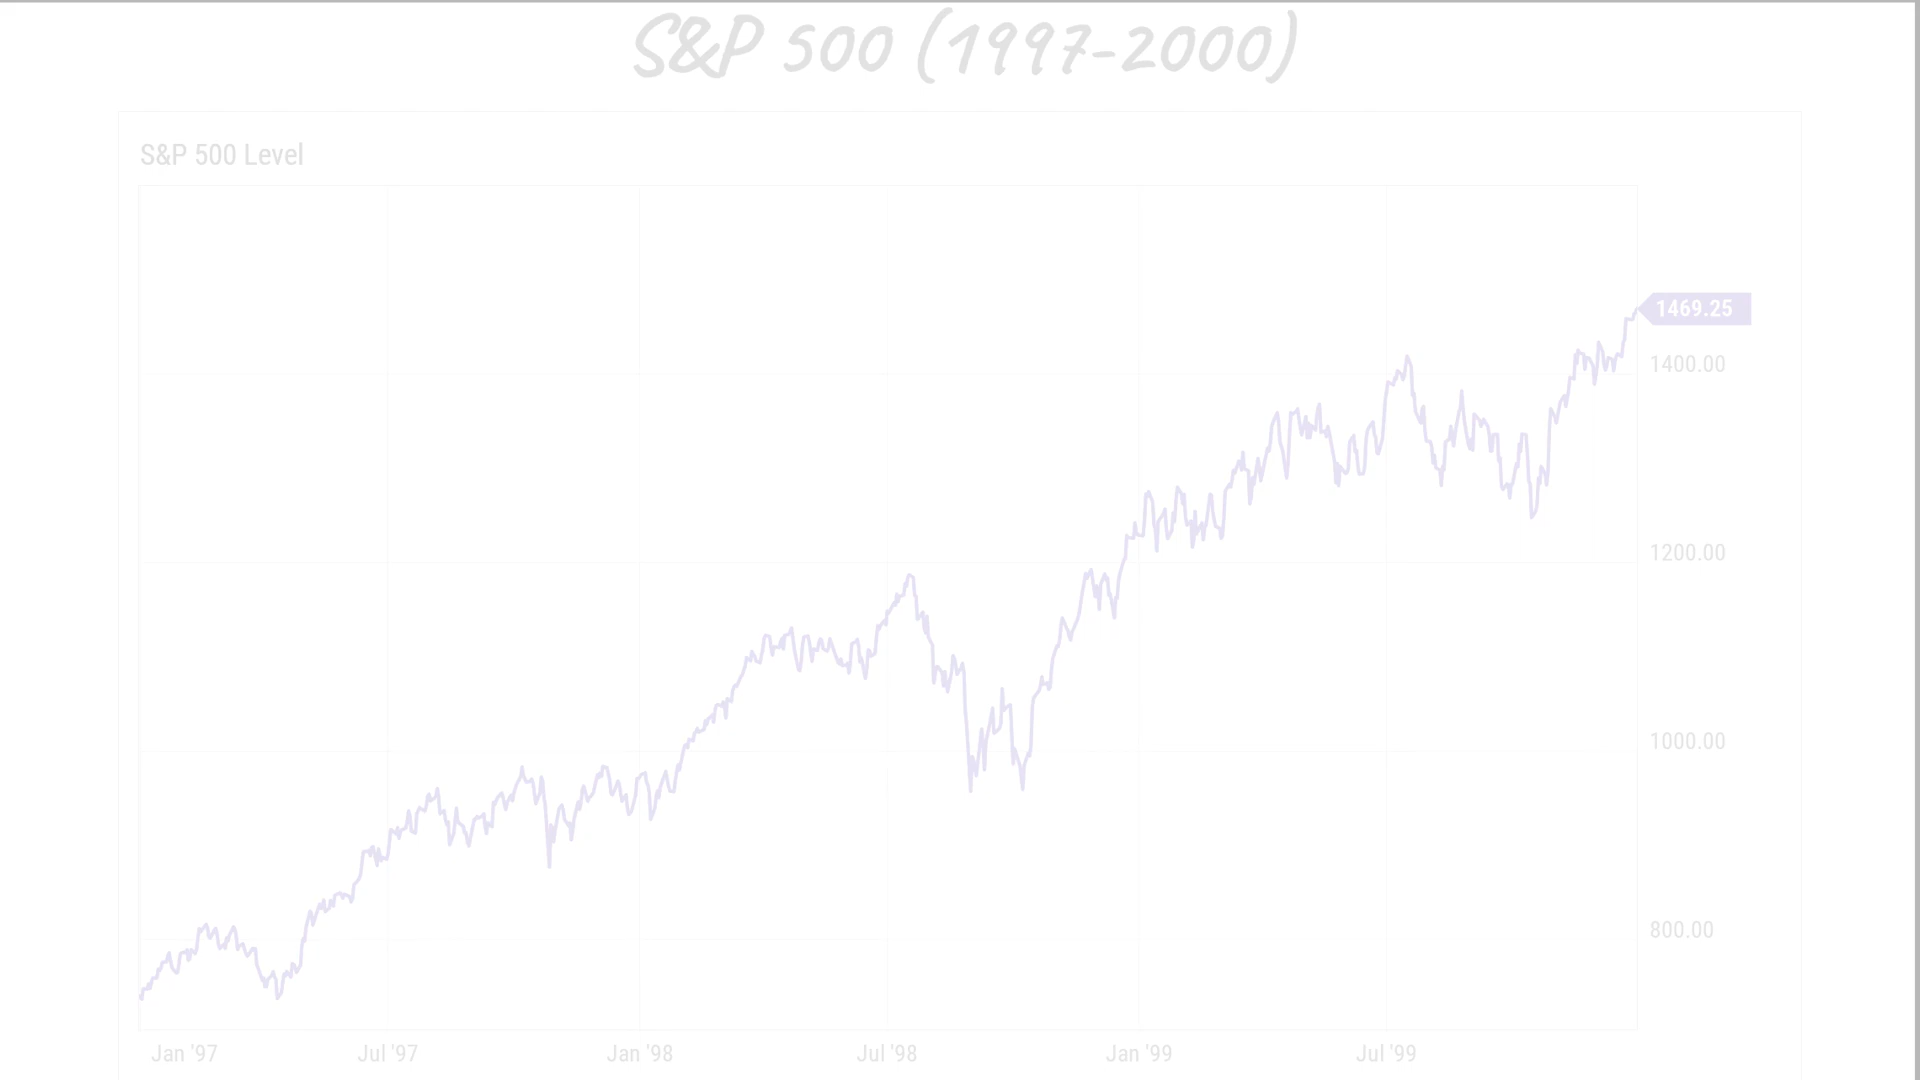 S&P 500 (1997-2000)
S&P 500 Level
1469.25
1400.00
1200.00
1000.00
800.00
Jan '97 Jul '97 Jan '98 Jul '98 Jan '99 Jul '99